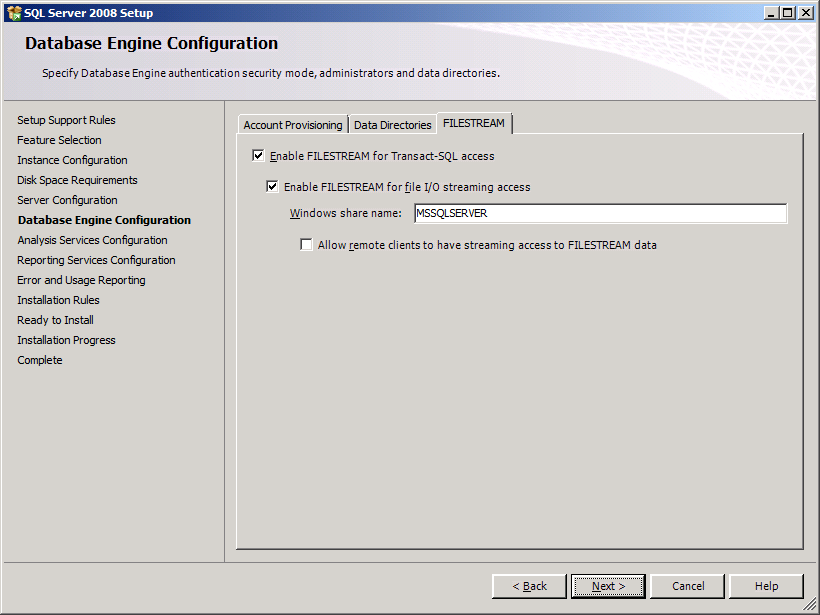 SQL Server 2008 Setup
Database Engine Configuration
Specify Database Engine authentication security mode, administrators and data directories.
Setup Support Rules
Feature Selection
Instance Configuration
Disk Space Requirements
Server Configuration
Database Engine Configuration
Analysis Services Configuration
Reporting Services Configuration
Error and Usage Reporting
Installation Rules
Ready to Install
Installation Progress
Complete
Account Provisioning Data Directories FILESTREAM
Enable FILESTREAM for Transact-SQL access
Enable FILESTREAM for file I/O streaming access
Windows share name: MSSQLSERVER
Allow remote clients to have streaming access to FILESTREAM data
< Back Next > Cancel Help